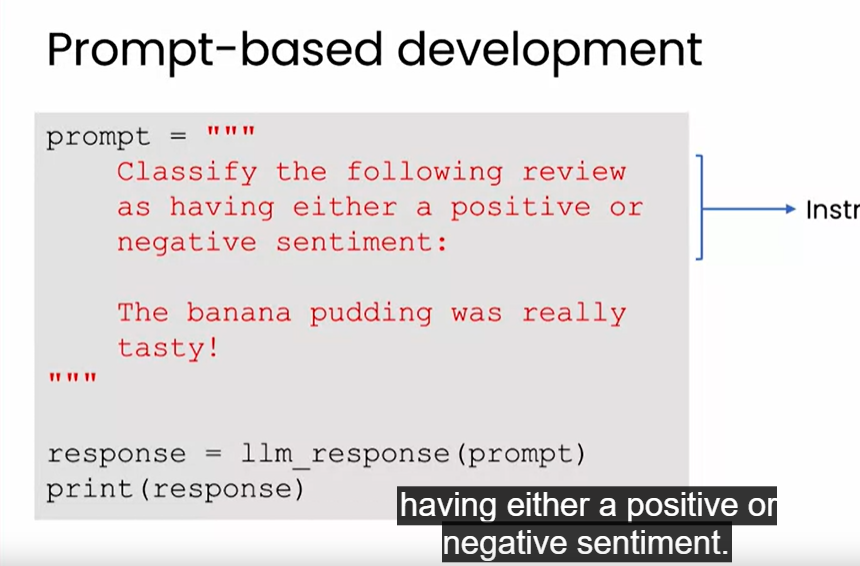 Prompt-based development
prompt = """
Classify the following review
as having either a positive or
negative sentiment:
Instr
The banana pudding was really
tasty!
"""
response = llm_response(prompt)
print(response)
having either a positive or
negative sentiment.